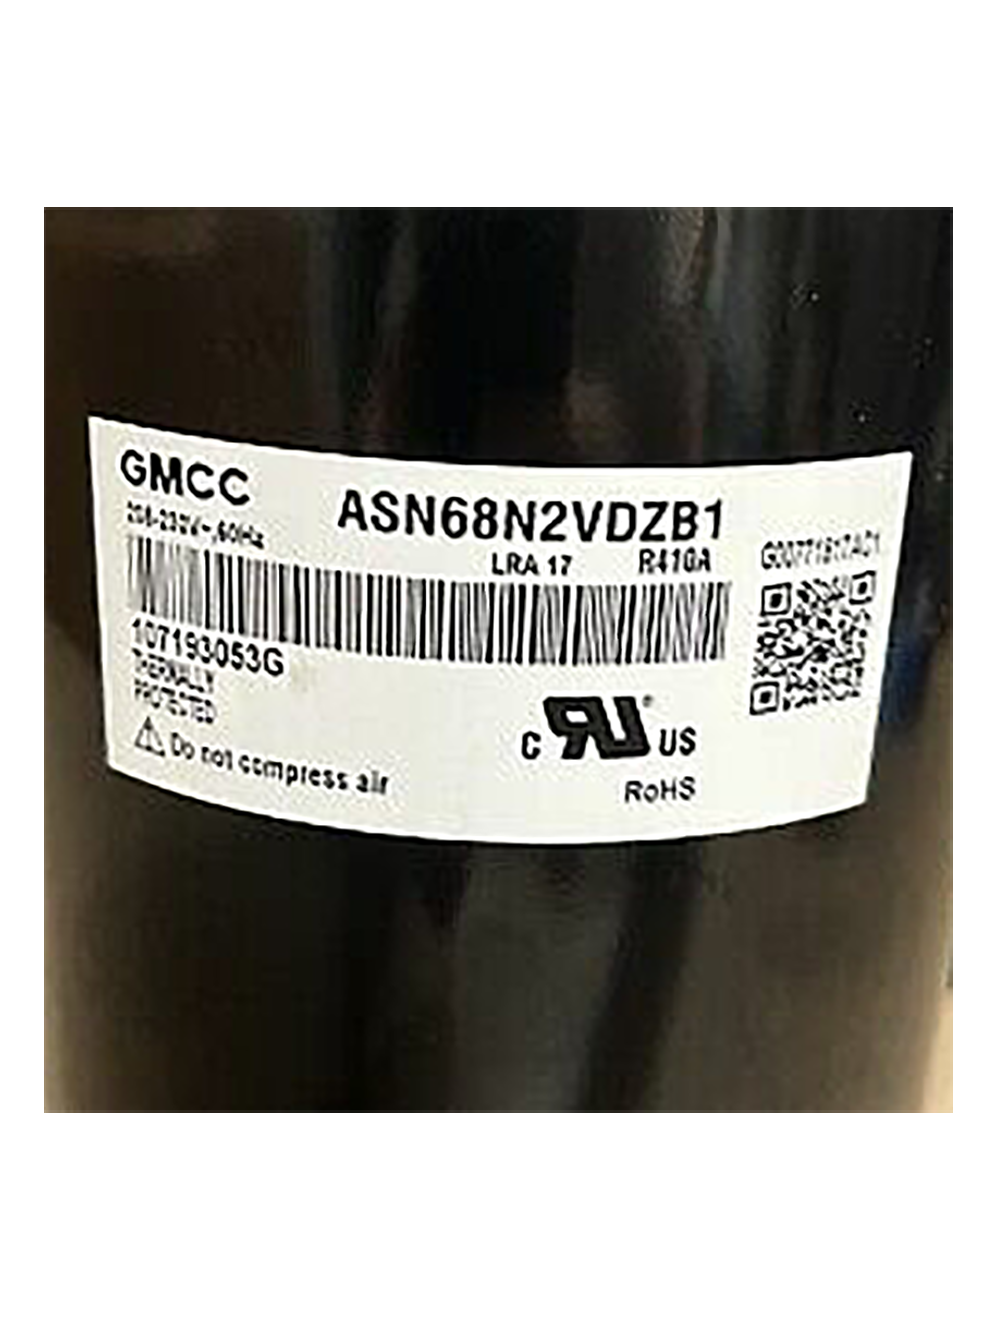 GMCC
ASN68N2VDZB1
208-230V~,60Hz
LRA 17 R410A
107193053G
THERMALLY
PROTECTED
Do not compress air
C US
RoHS